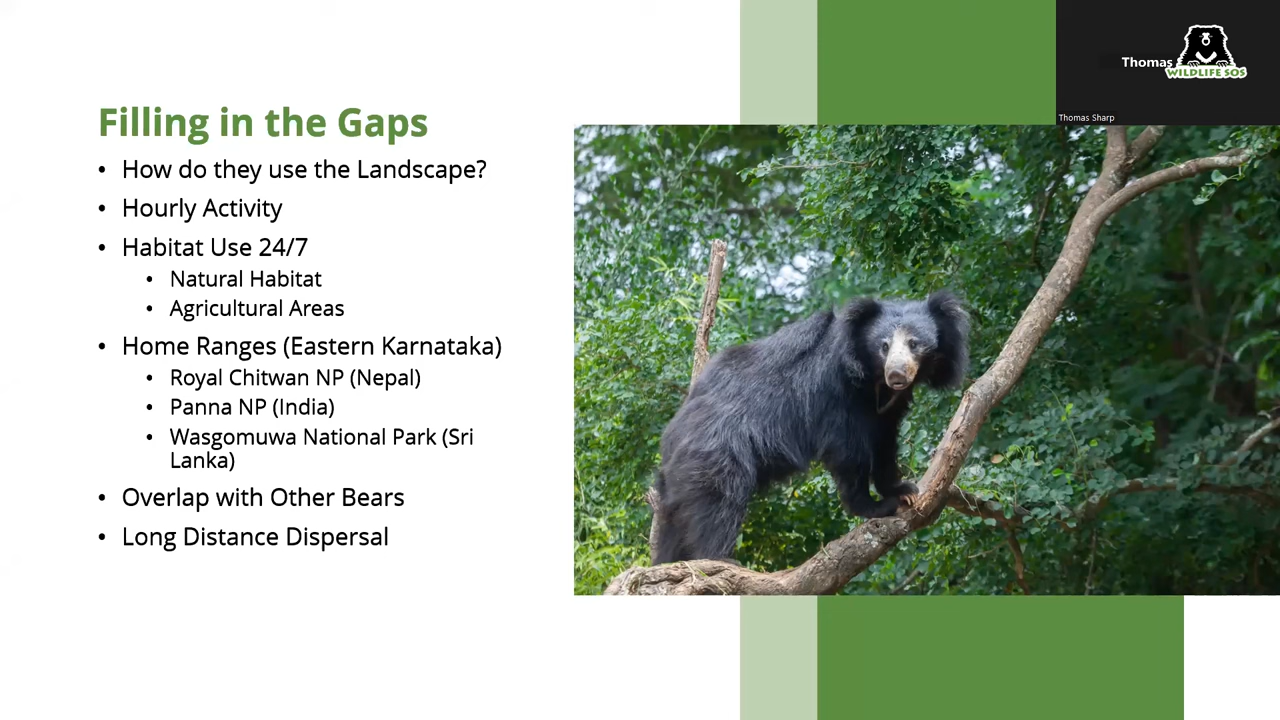 Filling in the Gaps
• How do they use the Landscape?
• Hourly Activity
• Habitat Use 24/7
• Natural Habitat
• Agricultural Areas
• Home Ranges (Eastern Karnataka)
• Royal Chitwan NP (Nepal)
• Panna NP (India)
• Wasgomuwa National Park (Sri
Lanka)
• Overlap with Other Bears
• Long Distance Dispersal
Thomas S
WILDLIFE SOS
Thomas Sharp